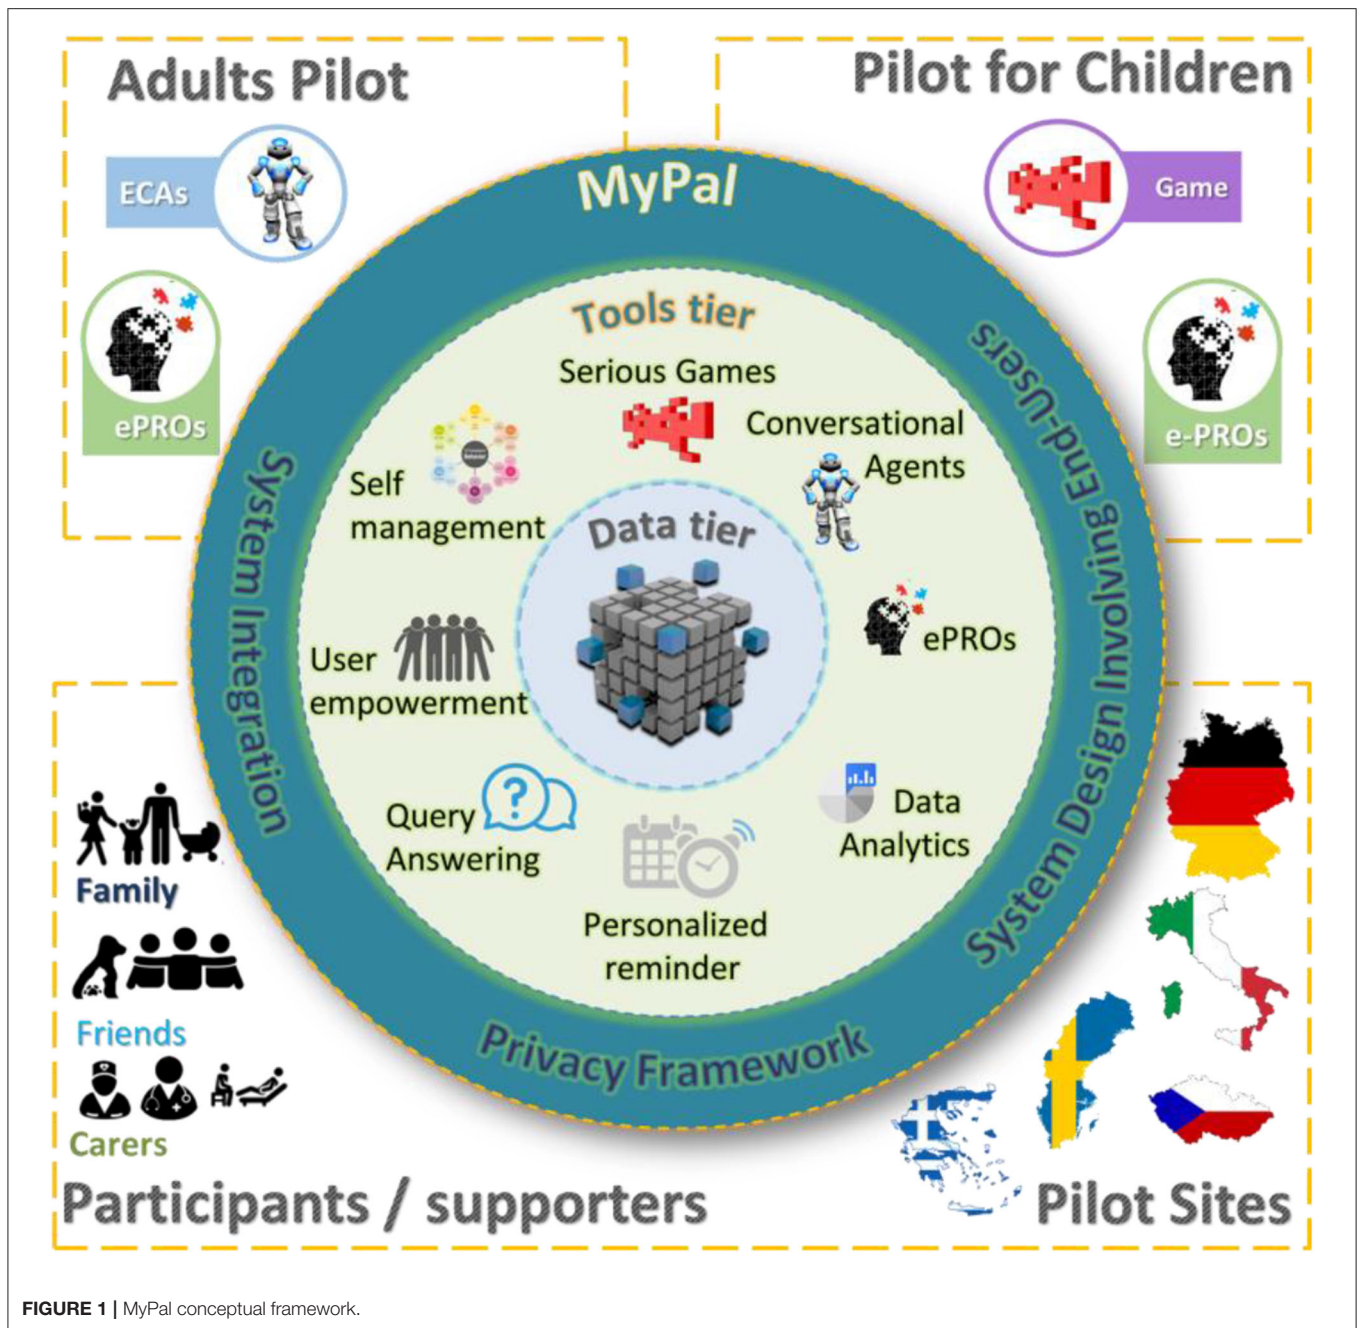 Adults Pilot
Pilot for Children
ECAs
Game
ePROs
e-PROs
MyPal
System Integration
System Design Involving End-Users
Privacy Framework
Tools tier
Serious Games
Conversational
Agents
Self
management
Data tier
ePROs
User
empowerment
Query
Answering
Data
Analytics
Personalized
reminder
Family
Friends
Carers
Participants / supporters
Pilot Sites
FIGURE 1 | MyPal conceptual framework.